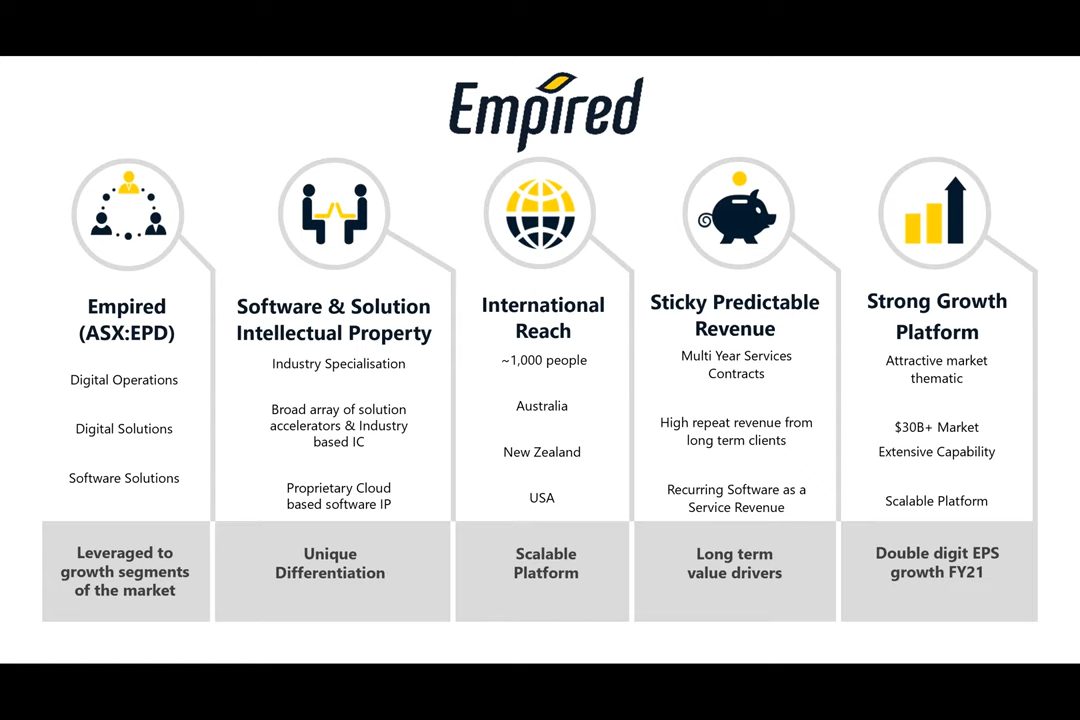 Empired
Empired
(ASX:EPD)
Digital Operations
Digital Solutions
Software Solutions
Leveraged to
growth segments
of the market
Software & Solution
Intellectual Property
Industry Specialisation
Broad array of solution
accelerators & Industry
based IC
Proprietary Cloud
based software IP
Unique
Differentiation
International
Reach
~1,000 people
Australia
New Zealand
USA
Scalable
Platform
Sticky Predictable
Revenue
Multi Year Services
Contracts
High repeat revenue from
long term clients
Recurring Software as a
Service Revenue
Long term
value drivers
Strong Growth
Platform
Attractive market
thematic
$30B+ Market
Extensive Capability
Scalable Platform
Double digit EPS
growth FY21